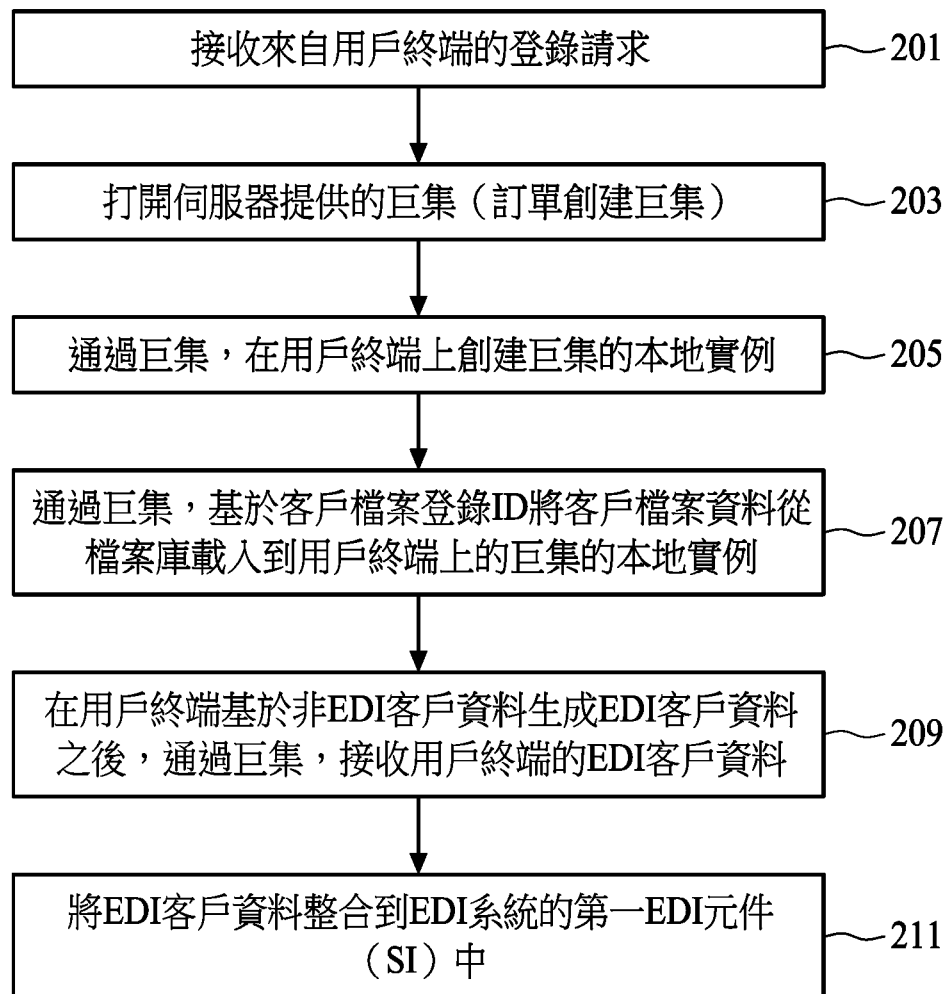 接收來自用戶終端的登錄請求
201
打開伺服器提供的巨集（訂單創建巨集）
203
通過巨集，在用戶終端上創建巨集的本地實例
205
通過巨集，基於客戶檔案登錄ID將客戶檔案資料從
檔案庫載入到用戶終端上的巨集的本地實例
207
在用戶終端基於非EDI客戶資料生成EDI客戶資料
之後，通過巨集，接收用戶終端的EDI客戶資料
209
將EDI客戶資料整合到EDI系統的第一EDI元件
（SI）中
211